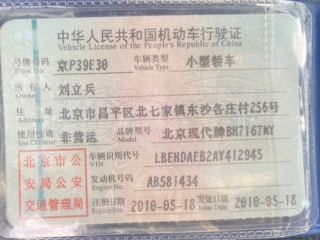 中华人民共和国机动车行驶证
Vehicle License of the People's Republic of China
号牌号码 京P39E30 车辆类型 小型轿车
Plate No. Vehicle Type
所有人 刘立兵
Owner
住址 北京市昌平区北七家镇东沙各庄村256号
Address
使用性质 非营运 品牌型号 北京现代牌BH7167MY
Use Character Model
北京市公 车辆识别代号 LBEHDAEB2AY412945
VIN
安局公安 发动机号码 AB581434
Engine No.
交通管理局 注册日期 2010-05-18 发证日期 2010-05-18
Register Date Issue Date